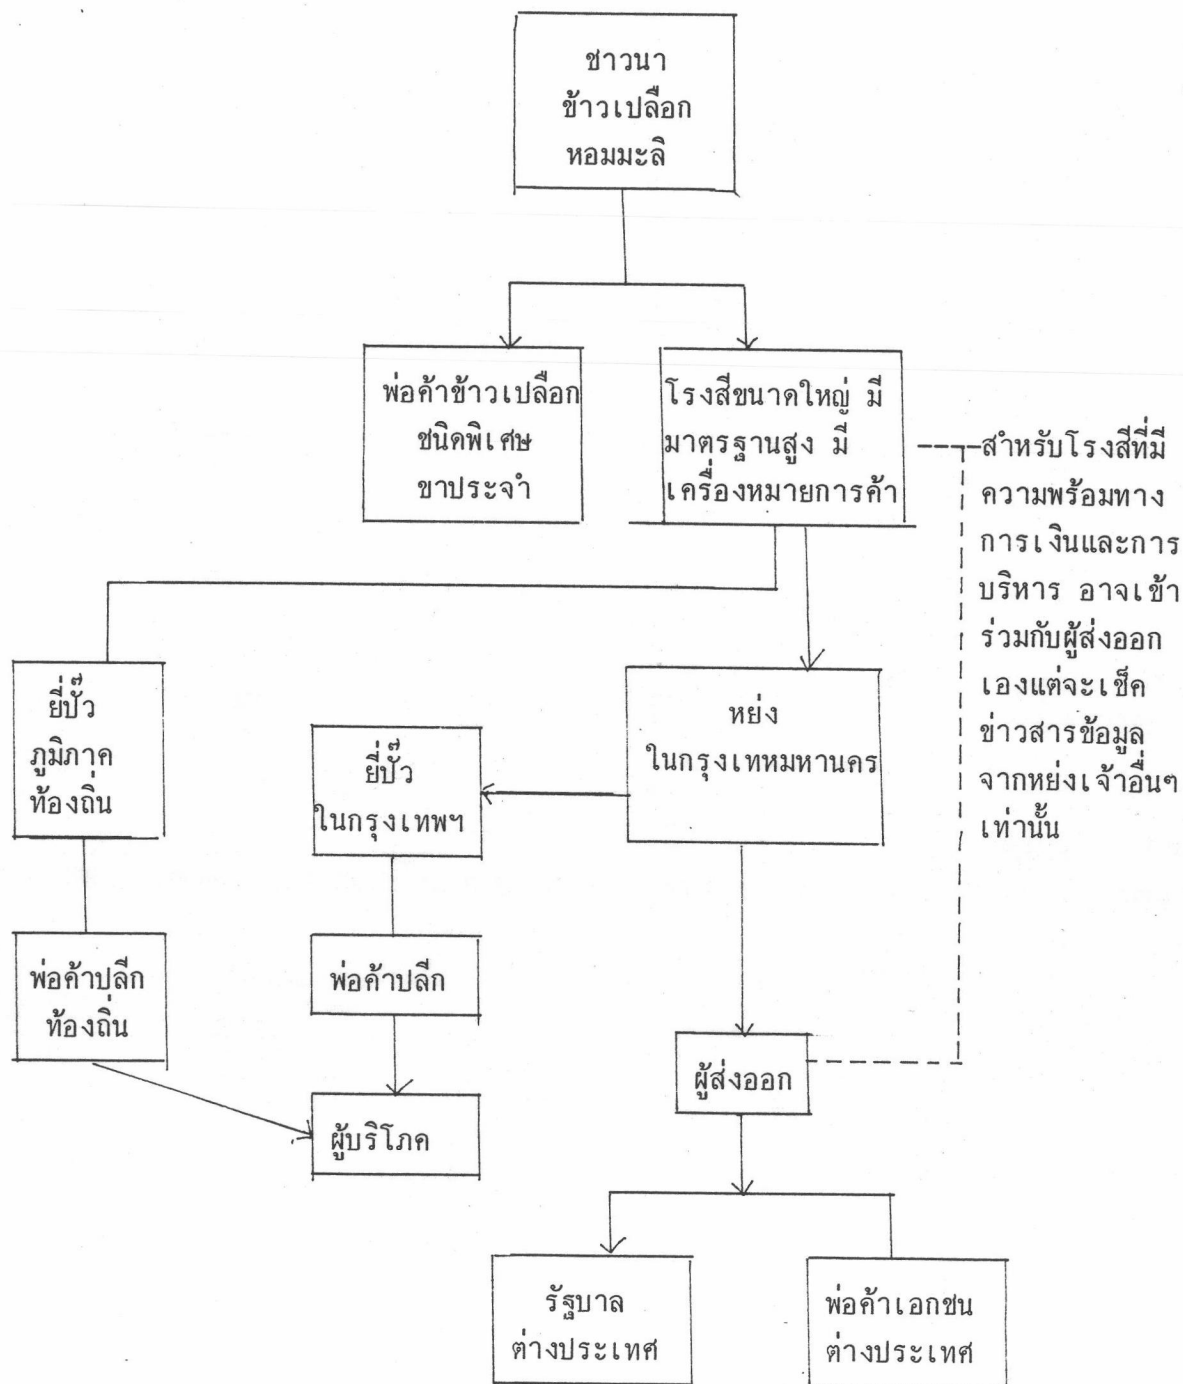 ชาวนา
ข้าวเปลือก
หอมมะลิ
พ่อค้าข้าวเปลือก
ชนิดพิเศษ
ขาประจำ
โรงสีขนาดใหญ่ มี
มาตรฐานสูง มี
เครื่องหมายการค้า
สำหรับโรงสีที่มี
ความพร้อมทาง
การเงินและการ
บริหาร อาจเข้า
ร่วมกับผู้ส่งออก
เองแต่จะเช็ค
ข่าวสารข้อมูล
จากหย่งเจ้าอื่นๆ
เท่านั้น
ยี่ปั๊ว
ภูมิภาค
ท้องถิ่น
ยี่ปั๊ว
ในกรุงเทพฯ
หย่ง
ในกรุงเทหมหานคร
พ่อค้าปลีก
ท้องถิ่น
พ่อค้าปลีก
ผู้ส่งออก
ผู้บริโภค
รัฐบาล
ต่างประเทศ
พ่อค้าเอกชน
ต่างประเทศ